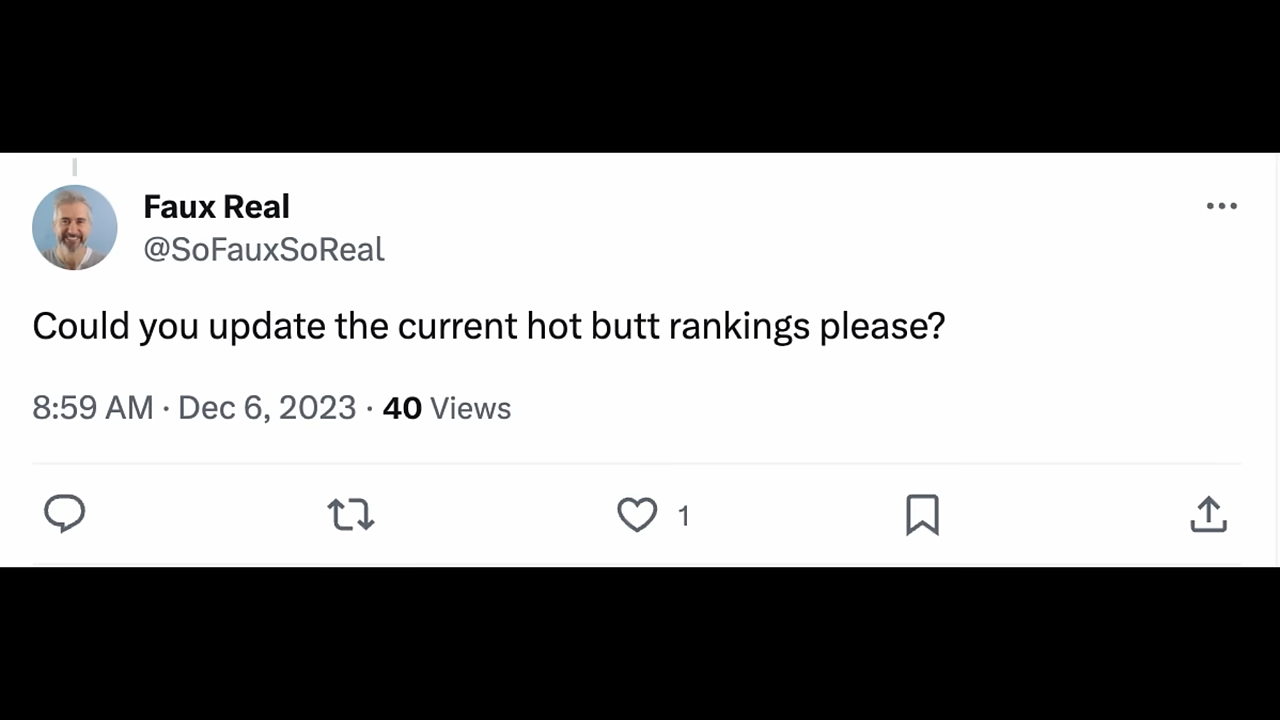 Faux Real
@SoFauxSoReal
Could you update the current hot butt rankings please?
8:59 AM · Dec 6, 2023 · 40 Views
1